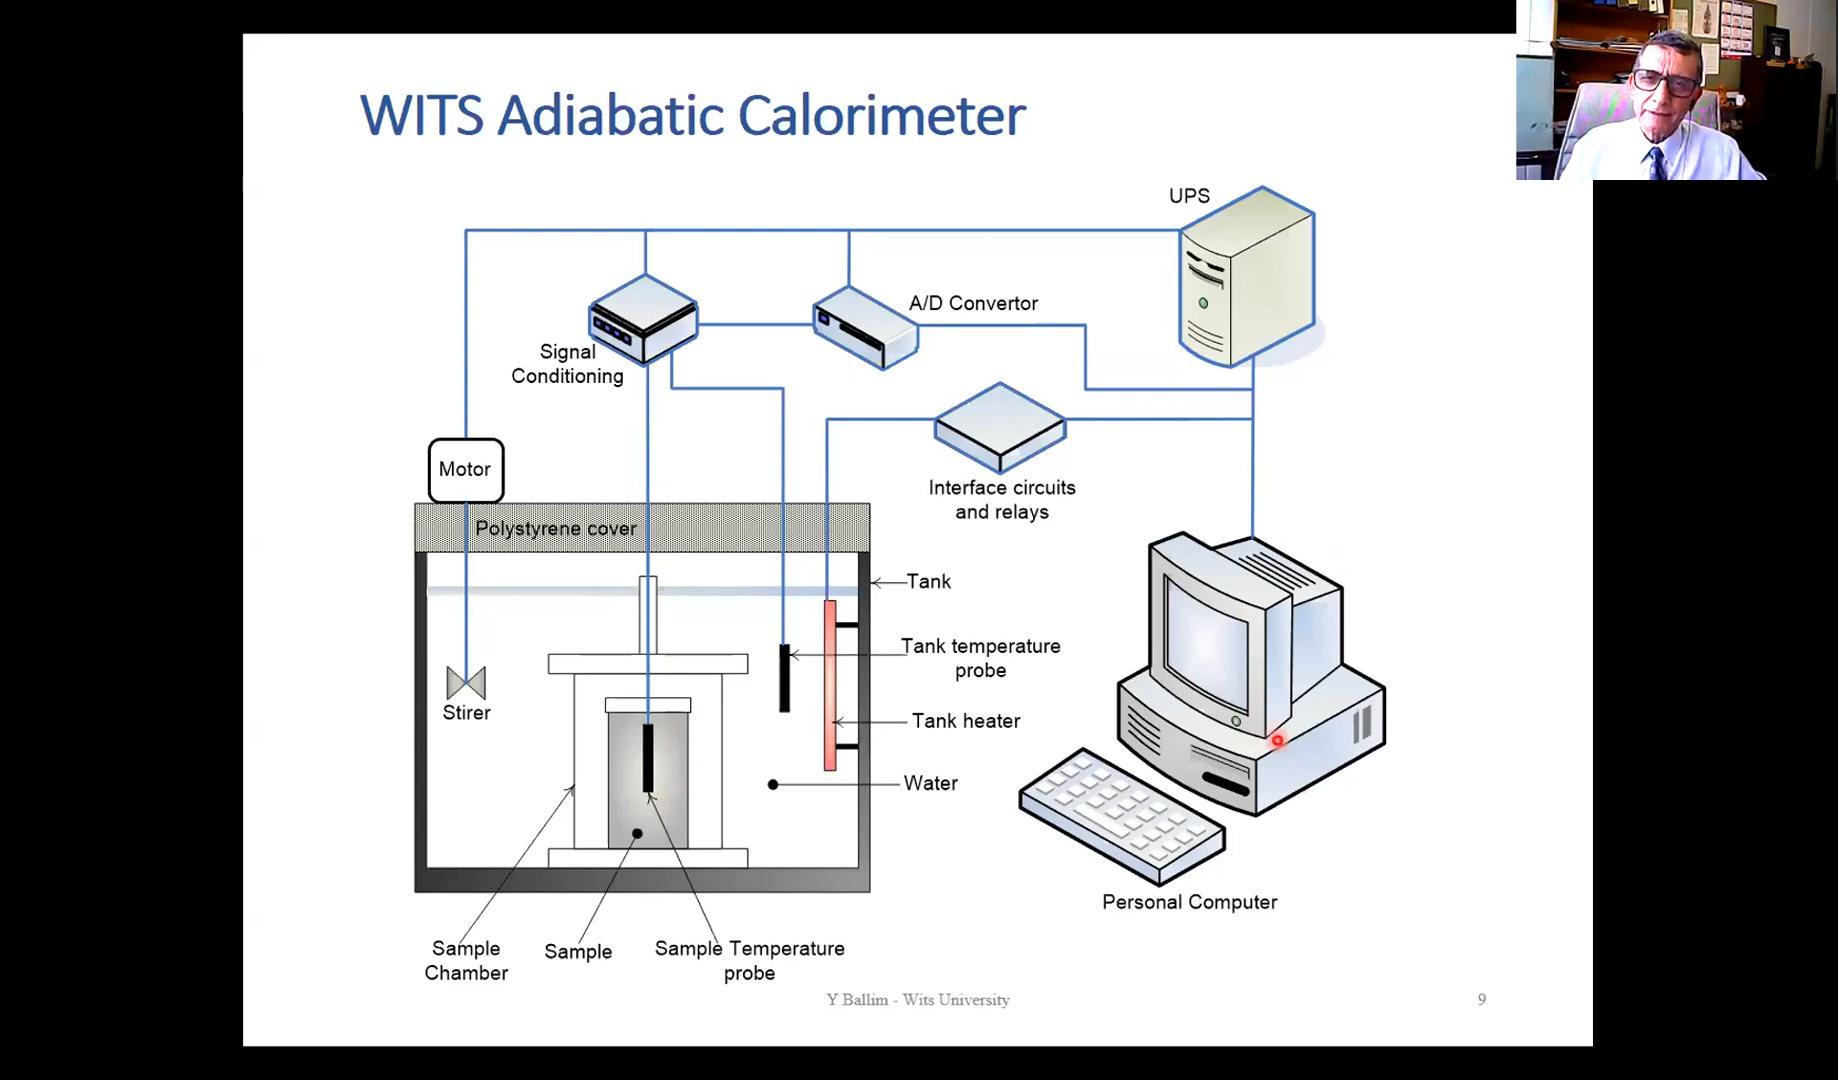 WITS Adiabatic Calorimeter
UPS
A/D Convertor
Signal
Conditioning
Motor
Interface circuits
and relays
Polystyrene cover
Tank
Tank temperature
probe
Stirer
Tank heater
Water
Personal Computer
Sample
Chamber
Sample
Sample Temperature
probe
Y Ballim - Wits University
9